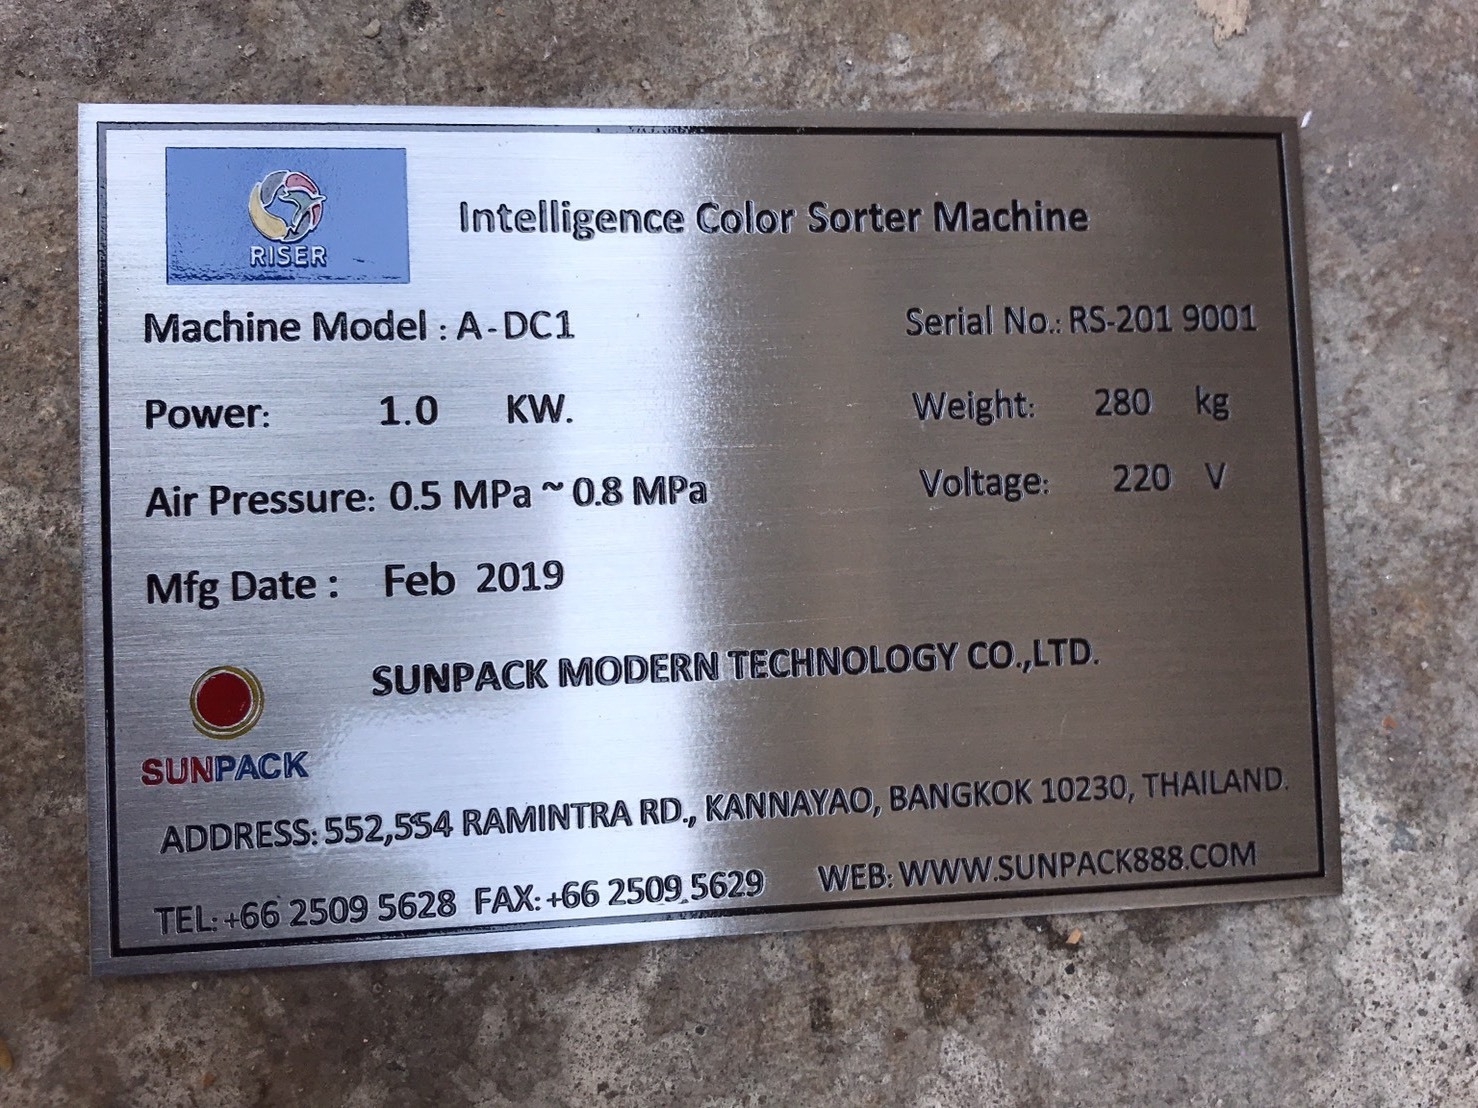 RISER
Intelligence Color Sorter Machine
Machine Model : A-DC1
Serial No.: RS-201 9001
Power: 1.0 KW.
Weight: 280 kg
Air Pressure: 0.5 MPa ~ 0.8 MPa
Voltage: 220 V
Mfg Date : Feb 2019
SUNPACK MODERN TECHNOLOGY CO.,LTD.
SUNPACK
ADDRESS: 552,554 RAMINTRA RD., KANNAYAO, BANGKOK 10230, THAILAND.
TEL: +66 2509 5628 FAX: +66 2509 5629 WEB: WWW.SUNPACK888.COM